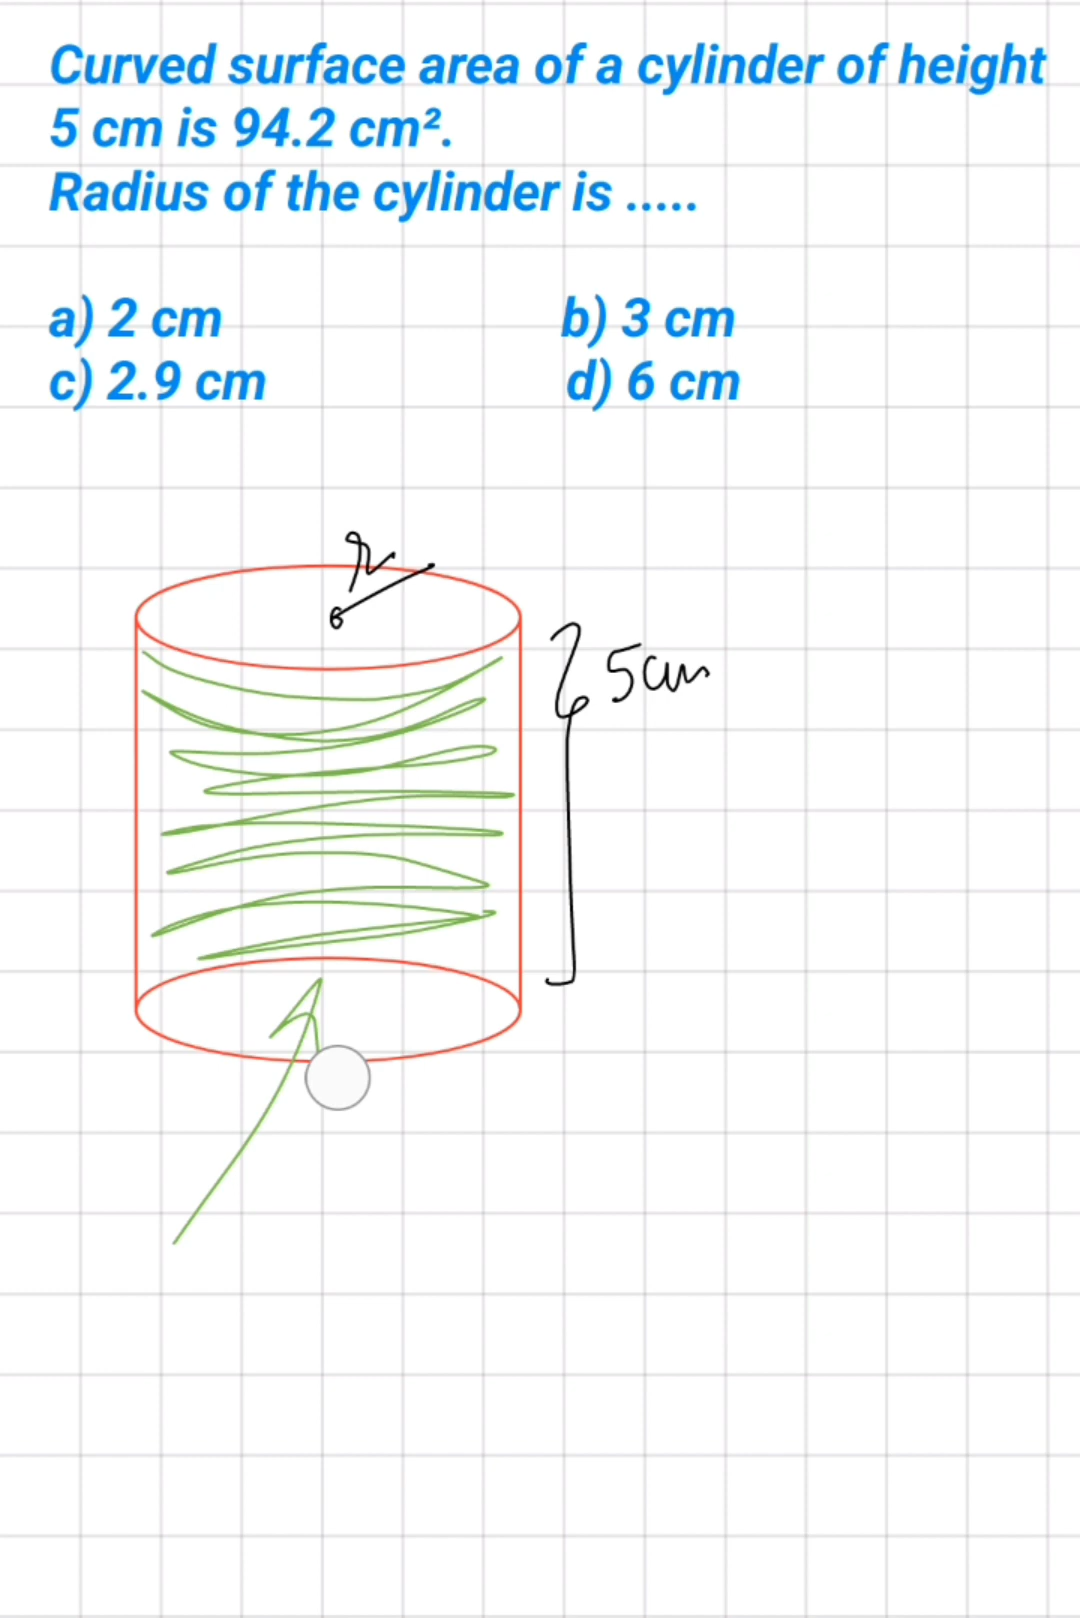 Curved surface area of a cylinder of height
5 cm is 94.2 cm².
Radius of the cylinder is .....
a) 2 cm b) 3 cm
c) 2.9 cm d) 6 cm
r
5cm